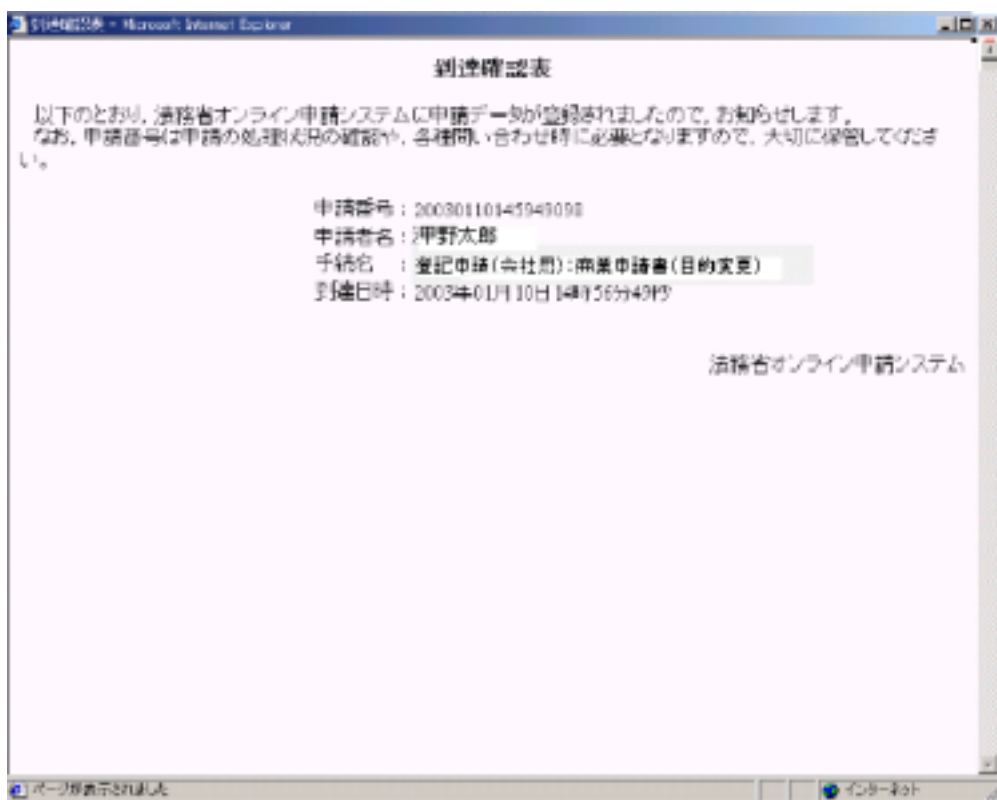 到達確認表 - Microsoft Internet Explorer
到達確認表
以下のとおり，法務省オンライン申請システムに申請データが登録されましたので，お知らせします。
なお，申請番号は申請の処理状況の確認や，各種問い合わせ時に必要となりますので，大切に保管してくださ
い。
申請番号：20030110145949098
申請者名：沖野太郎
手続名　：登記申請(会社用):商業申請書(目的変更)
到達日時：2003年01月10日 14時56分49秒
法務省オンライン申請システム
ページが表示されました
インターネット